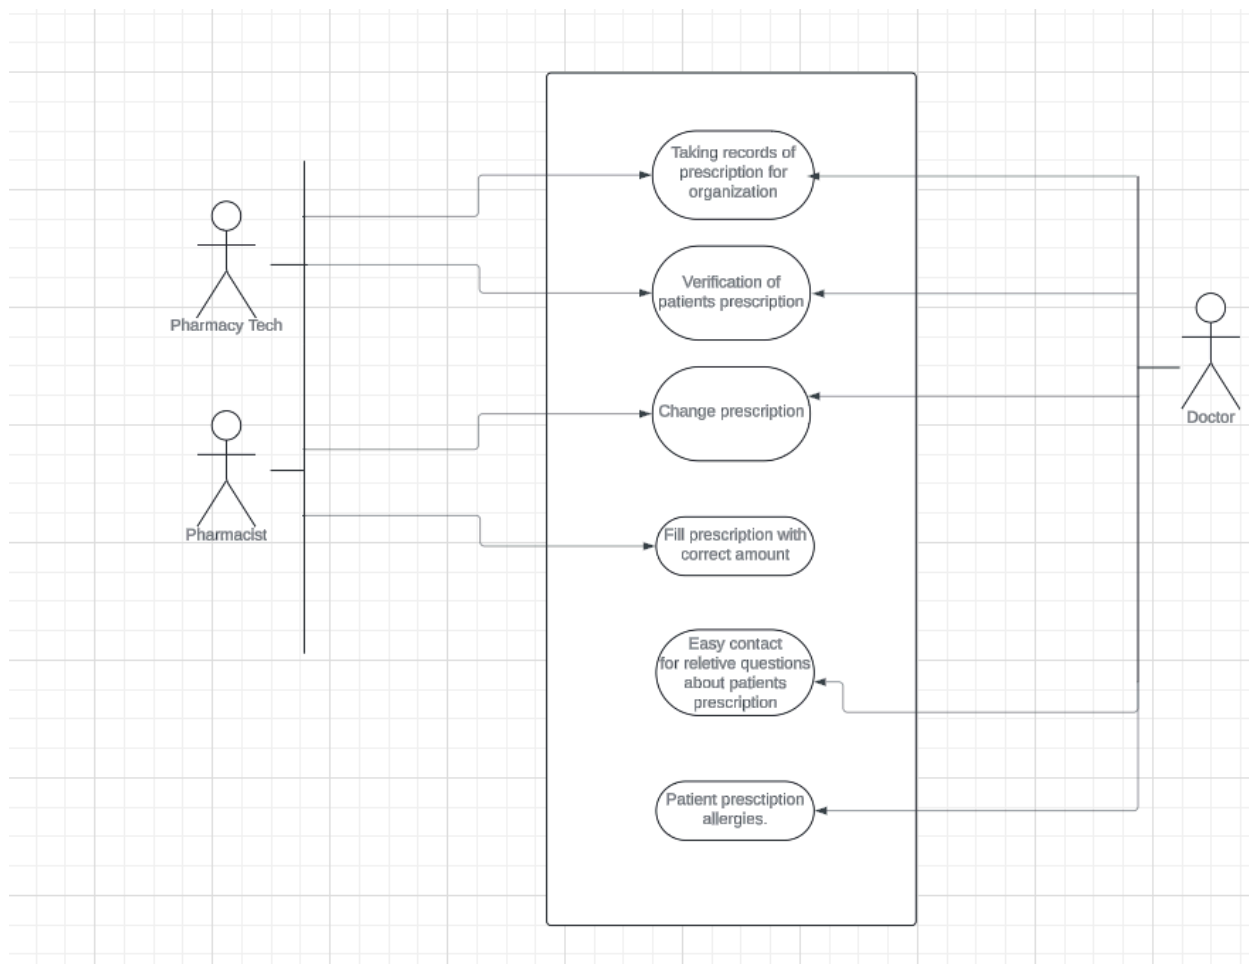 Taking records of
prescription for
organization
Verification of
patients prescription
Pharmacy Tech
Change prescription
Doctor
Pharmacist
Fill prescription with
correct amount
Easy contact
for reletive questions
about patients
prescription
Patient presctiption
allergies.